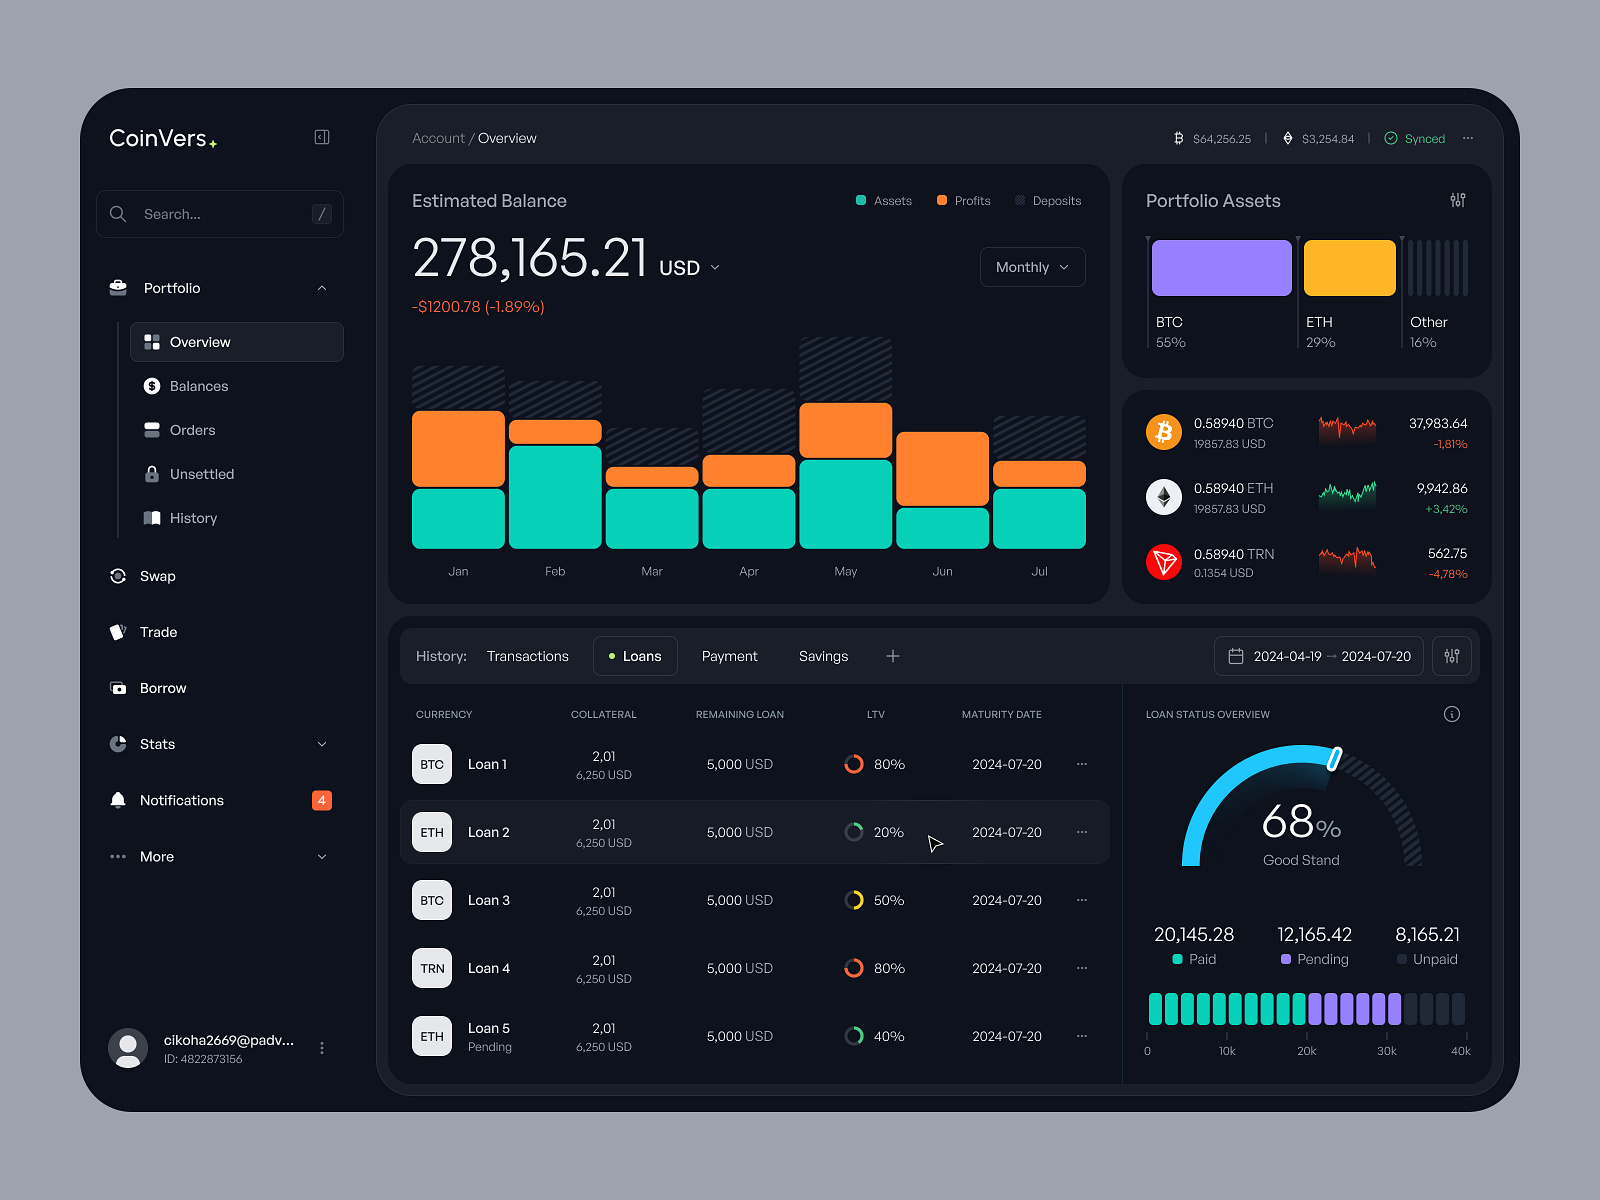 CoinVers
Search...
/
Portfolio
Overview
Balances
Orders
Unsettled
History
Swap
Trade
Borrow
Stats
Notifications
4
More
cikoha2669@padv...
ID: 4822873156
Account / Overview
$64,256.25
$3,254.84
Synced
Estimated Balance
Assets
Profits
Deposits
278,165.21 USD
Monthly
-$1200.78 (-1.89%)
Jan
Feb
Mar
Apr
May
Jun
Jul
Portfolio Assets
BTC
55%
ETH
29%
Other
16%
0.58940 BTC
19857.83 USD
37,983.64
-1,81%
0.58940 ETH
19857.83 USD
9,942.86
+3,42%
0.58940 TRN
0.1354 USD
562.75
-4,78%
History:
Transactions
Loans
Payment
Savings
2024-04-19 → 2024-07-20
CURRENCY
COLLATERAL
REMAINING LOAN
LTV
MATURITY DATE
BTC
Loan 1
2,01
6,250 USD
5,000 USD
80%
2024-07-20
ETH
Loan 2
2,01
6,250 USD
5,000 USD
20%
2024-07-20
BTC
Loan 3
2,01
6,250 USD
5,000 USD
50%
2024-07-20
TRN
Loan 4
2,01
6,250 USD
5,000 USD
80%
2024-07-20
ETH
Loan 5
Pending
2,01
6,250 USD
5,000 USD
40%
2024-07-20
LOAN STATUS OVERVIEW
68%
Good Stand
20,145.28
Paid
12,165.42
Pending
8,165.21
Unpaid
0
10k
20k
30k
40k